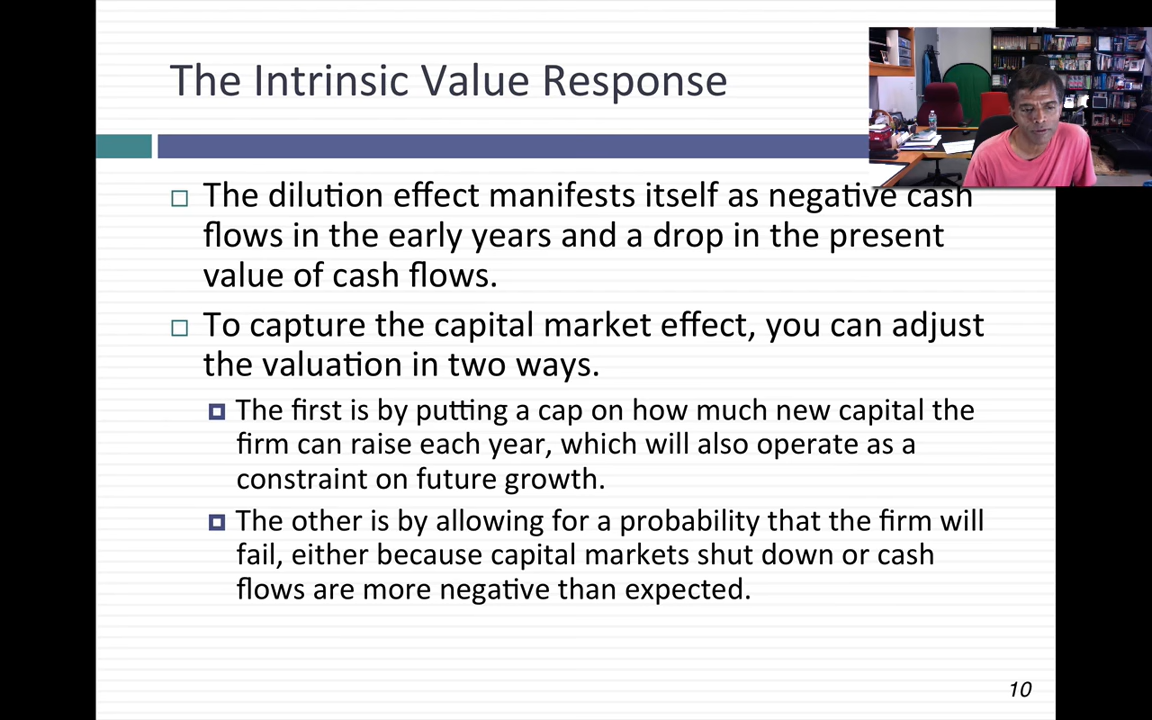 The Intrinsic Value Response
The dilution effect manifests itself as negative cash
flows in the early years and a drop in the present
value of cash flows.
To capture the capital market effect, you can adjust
the valuation in two ways.
The first is by putting a cap on how much new capital the
firm can raise each year, which will also operate as a
constraint on future growth.
The other is by allowing for a probability that the firm will
fail, either because capital markets shut down or cash
flows are more negative than expected.
10